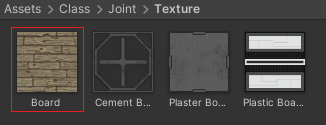 Assets > Class > Joint > Texture
Board
Cement B...
Plaster Bo...
Plastic Boa...